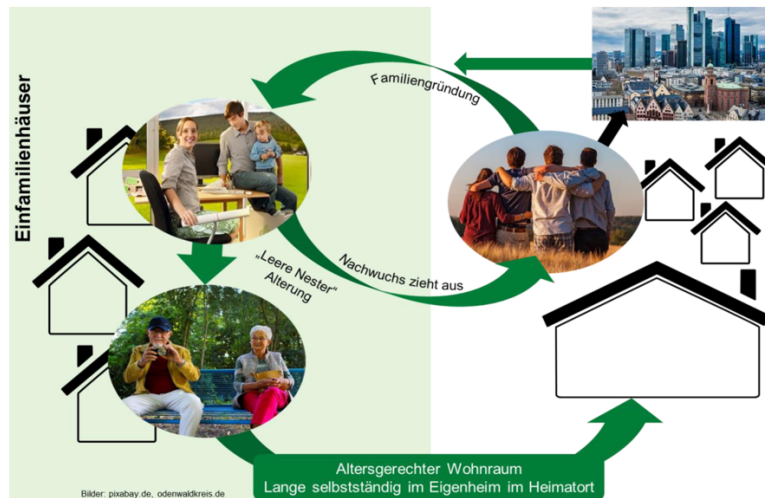 Einfamilienhäuser
Familiengründung
Nachwuchs zieht aus
„Leere Nester“
Alterung
Altersgerechter Wohnraum
Lange selbstständig im Eigenheim im Heimatort
Bilder: pixabay.de, odenwaldkreis.de